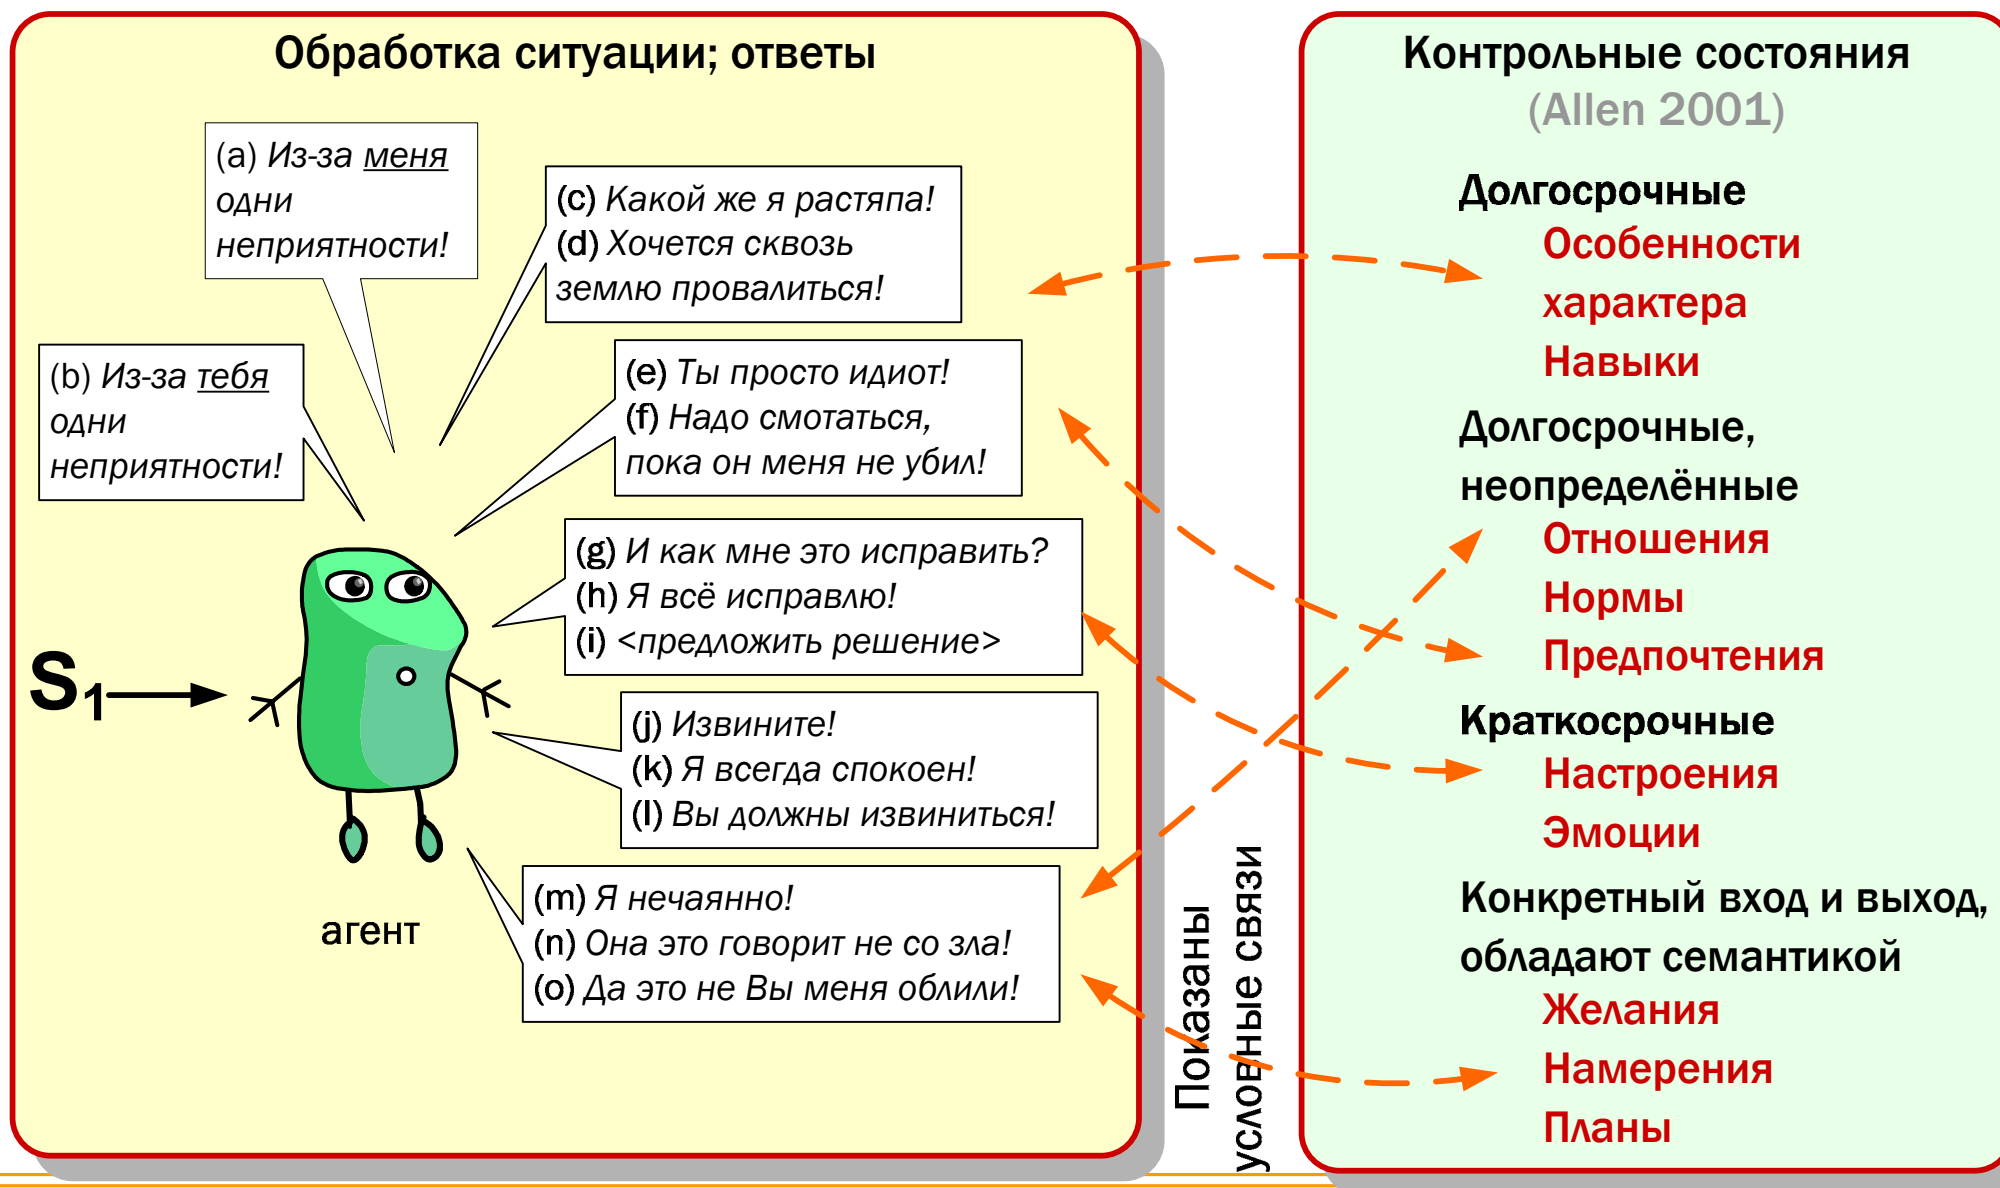 Обработка ситуации; ответы
(a) Из-за меня
одни
неприятности!
(b) Из-за тебя
одни
неприятности!
(c) Какой же я растяпа!
(d) Хочется сквозь
землю провалиться!
(e) Ты просто идиот!
(f) Надо смотаться,
пока он меня не убил!
(g) И как мне это исправить?
(h) Я всё исправлю!
(i) <предложить решение>
(j) Извините!
(k) Я всегда спокоен!
(l) Вы должны извиниться!
(m) Я нечаянно!
(n) Она это говорит не со зла!
(o) Да это не Вы меня облили!
S1
агент
Показаны
условные связи
Контрольные состояния
(Allen 2001)
Долгосрочные
Особенности
характера
Навыки
Долгосрочные,
неопределённые
Отношения
Нормы
Предпочтения
Краткосрочные
Настроения
Эмоции
Конкретный вход и выход,
обладают семантикой
Желания
Намерения
Планы